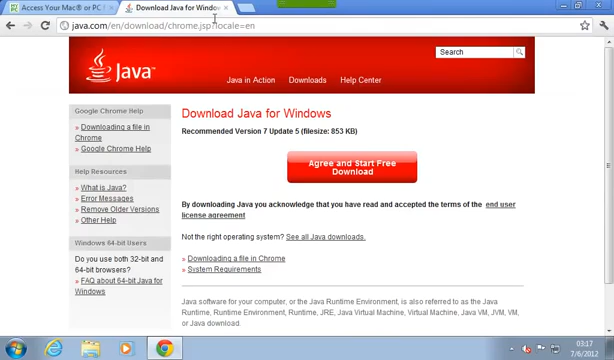 Access Your Mac® or PC f
Download Java for Window
java.com/en/download/chrome.jsp?locale=en
Java™
Search
Java in Action Downloads Help Center
Google Chrome Help
» Downloading a file in
Chrome
» Google Chrome Help
Help Resources
» What is Java?
» Error Messages
» Remove Older Versions
» Other Help
Windows 64-bit Users
Do you use both 32-bit and
64-bit browsers?
» FAQ about 64-bit Java for
Windows
Download Java for Windows
Recommended Version 7 Update 5 (filesize: 853 KB)
Agree and Start Free
Download
By downloading Java you acknowledge that you have read and accepted the terms of the end user
license agreement
Not the right operating system? See all Java downloads.
» Downloading a file in Chrome
» System Requirements
Java software for your computer, or the Java Runtime Environment, is also referred to as the Java
Runtime, Runtime Environment, Runtime, JRE, Java Virtual Machine, Virtual Machine, Java VM, JVM, VM,
or Java download.
03:17
7/6/2012